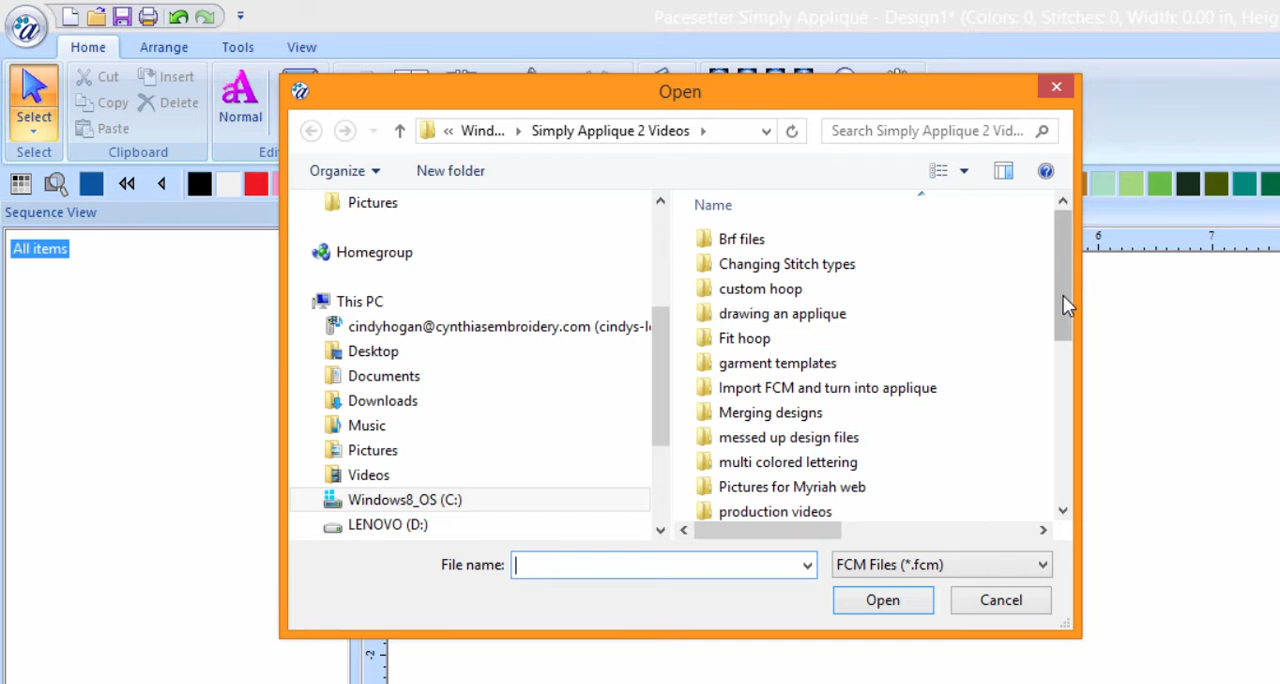 Pacesetter Simply Applique - Design1* (Colors: 0, Stitches: 0, Width: 0.00 in, Heig
Home Arrange Tools View
Select
Cut
Copy
Paste
Insert
Delete
Normal
Select Clipboard Edi
Sequence View
All items
6 7
Open
« Wind... Simply Applique 2 Videos
Search Simply Applique 2 Vid...
Organize New folder
Pictures
Homegroup
This PC
cindyhogan@cynthiasembroidery.com (cindys-l
Desktop
Documents
Downloads
Music
Pictures
Videos
Windows8_OS (C:)
LENOVO (D:)
Name
Brf files
Changing Stitch types
custom hoop
drawing an applique
Fit hoop
garment templates
Import FCM and turn into applique
Merging designs
messed up design files
multi colored lettering
Pictures for Myriah web
production videos
File name: FCM Files (*.fcm)
Open Cancel
-2